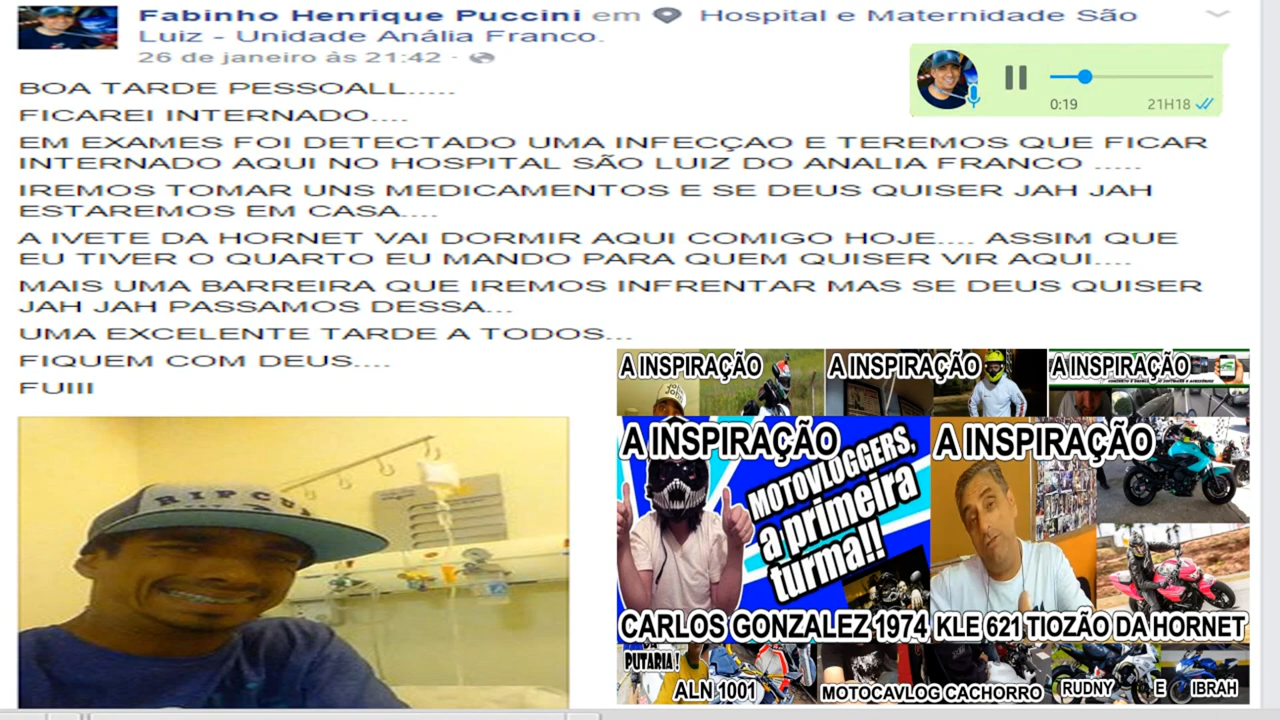 Fabinho Henrique Puccini em Hospital e Maternidade São
Luiz - Unidade Anália Franco.
26 de janeiro às 21:42 ·
0:19 21H18
BOA TARDE PESSOALL.....
FICAREI INTERNADO....
EM EXAMES FOI DETECTADO UMA INFECÇAO E TEREMOS QUE FICAR
INTERNADO AQUI NO HOSPITAL SÃO LUIZ DO ANALIA FRANCO .....
IREMOS TOMAR UNS MEDICAMENTOS E SE DEUS QUISER JAH JAH
ESTAREMOS EM CASA....
A IVETE DA HORNET VAI DORMIR AQUI COMIGO HOJE.... ASSIM QUE
EU TIVER O QUARTO EU MANDO PARA QUEM QUISER VIR AQUI....
MAIS UMA BARREIRA QUE IREMOS INFRENTAR MAS SE DEUS QUISER
JAH JAH PASSAMOS DESSA...
UMA EXCELENTE TARDE A TODOS...
FIQUEM COM DEUS....
FUIII
RIPCURL
A INSPIRAÇÃO
A INSPIRAÇÃO
A INSPIRAÇÃO
A INSPIRAÇÃO
MOTOVLOGGERS,
a primeira
turma!!
CARLOS GONZALEZ 1974
A INSPIRAÇÃO
KLE 621 TIOZÃO DA HORNET
PUTARIA!
ALN 1001
MOTOCAVLOG CACHORRO
RUDNY E IBRAH